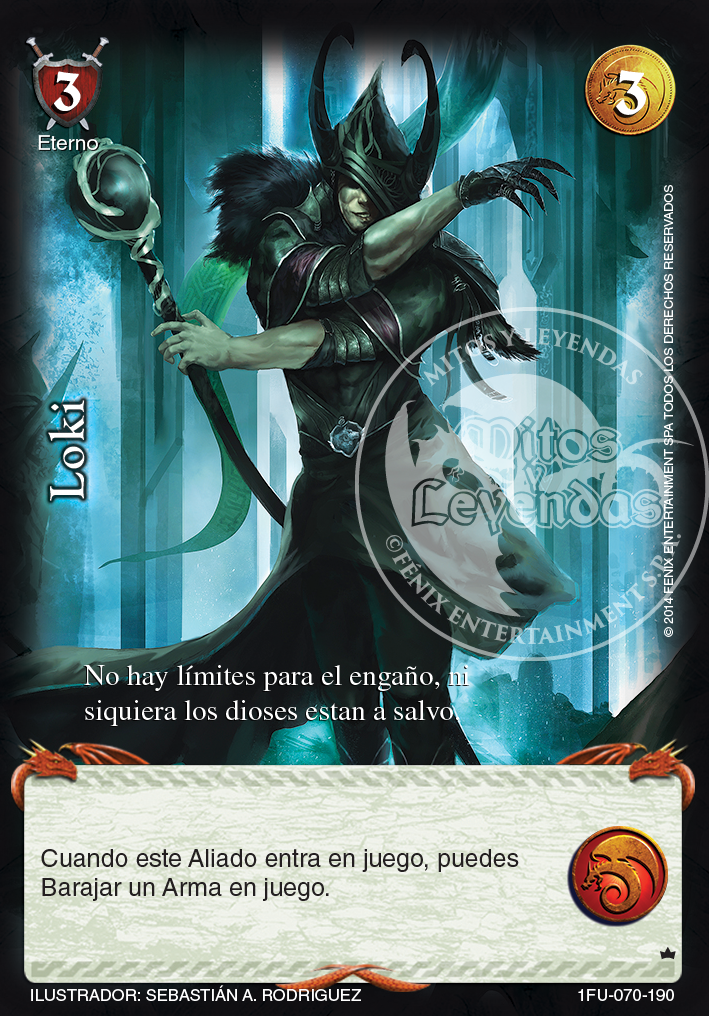 3
3
Eterno
Loki
MITOS Y LEYENDAS
Mitos
y
Leyendas
© FÉNIX ENTERTAINMENT S.P.A.
© 2014 FÉNIX ENTERTAINMENT SPA TODOS LOS DERECHOS RESERVADOS
No hay límites para el engaño, ni
siquiera los dioses estan a salvo.
Cuando este Aliado entra en juego, puedes
Barajar un Arma en juego.
ILUSTRADOR: SEBASTIÁN A. RODRIGUEZ
1FU-070-190